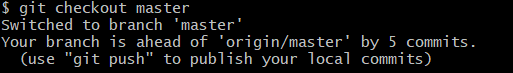 $ git checkout master
Switched to branch 'master'
Your branch is ahead of 'origin/master' by 5 commits.
  (use "git push" to publish your local commits)